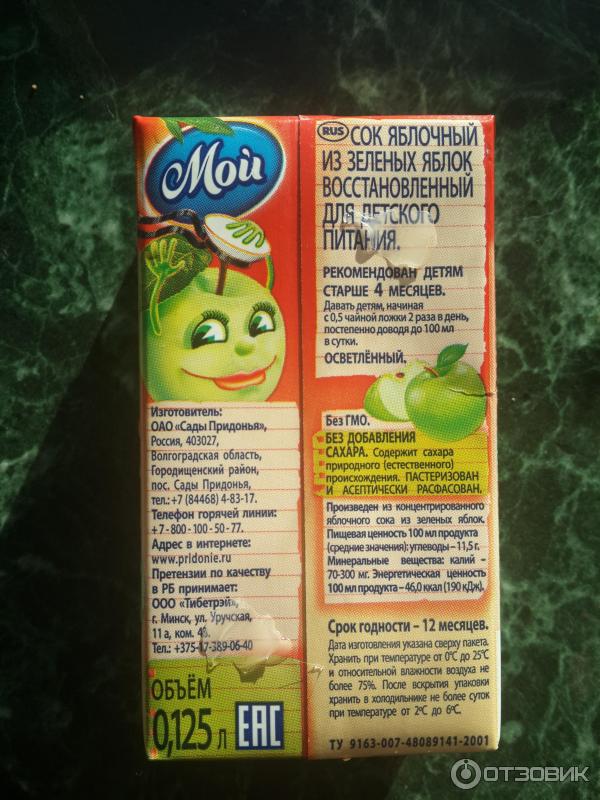 Мой
Изготовитель:
ОАО «Сады Придонья»,
Россия, 403027,
Волгоградская область,
Городищенский район,
пос. Сады Придонья,
тел.:+7 (84468) 4-83-17.
Телефон горячей линии:
+7-800-100-50-77.
Адрес в интернете:
www.pridonie.ru
Претензии по качеству
в РБ принимает:
ООО «Тибетрэй»,
г. Минск, ул. Уручская,
11 а, ком.
Тел.: +375-17-389-06-40
ОБЪЁМ
0,125 л
EAC
RUS СОК ЯБЛОЧНЫЙ
ИЗ ЗЕЛЕНЫХ ЯБЛОК
ВОССТАНОВЛЕННЫЙ
ДЛЯ ДЕТСКОГО
ПИТАНИЯ.
РЕКОМЕНДОВАН ДЕТЯМ
СТАРШЕ 4 МЕСЯЦЕВ.
Давать детям, начиная
с 0,5 чайной ложки 2 раза в день,
постепенно доводя до 100 мл
в сутки.
ОСВЕТЛЁННЫЙ.
Без ГМО.
БЕЗ ДОБАВЛЕНИЯ
САХАРА. Содержит сахара
природного (естественного)
происхождения. ПАСТЕРИЗОВАН
И АСЕПТИЧЕСКИ РАСФАСОВАН.
Произведен из концентрированного
яблочного сока из зеленых яблок.
Пищевая ценность 100 мл продукта
(средние значения): углеводы – 11,5 г.
Минеральные вещества: калий –
70-300 мг. Энергетическая ценность
100 мл продукта – 46,0 ккал (190 кДж).
Срок годности – 12 месяцев.
Дата изготовления указана сверху пакета.
Хранить при температуре от 0°С до 25°С
и относительной влажности воздуха не
более 75%. После вскрытия упаковки
хранить в холодильнике не более суток
при температуре от 2°С до 6°С.
ТУ 9163-007-48089141-2001
ОТЗОВИК